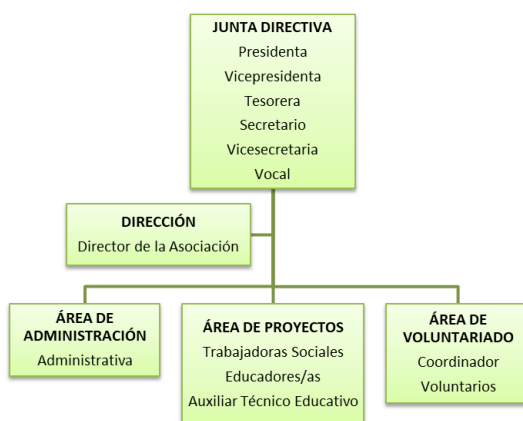 JUNTA DIRECTIVA
Presidenta
Vicepresidenta
Tesorera
Secretario
Vicesecretaria
Vocal
DIRECCIÓN
Director de la Asociación
ÁREA DE
ADMINISTRACIÓN
Administrativa
ÁREA DE PROYECTOS
Trabajadoras Sociales
Educadores/as
Auxiliar Técnico Educativo
ÁREA DE
VOLUNTARIADO
Coordinador
Voluntarios